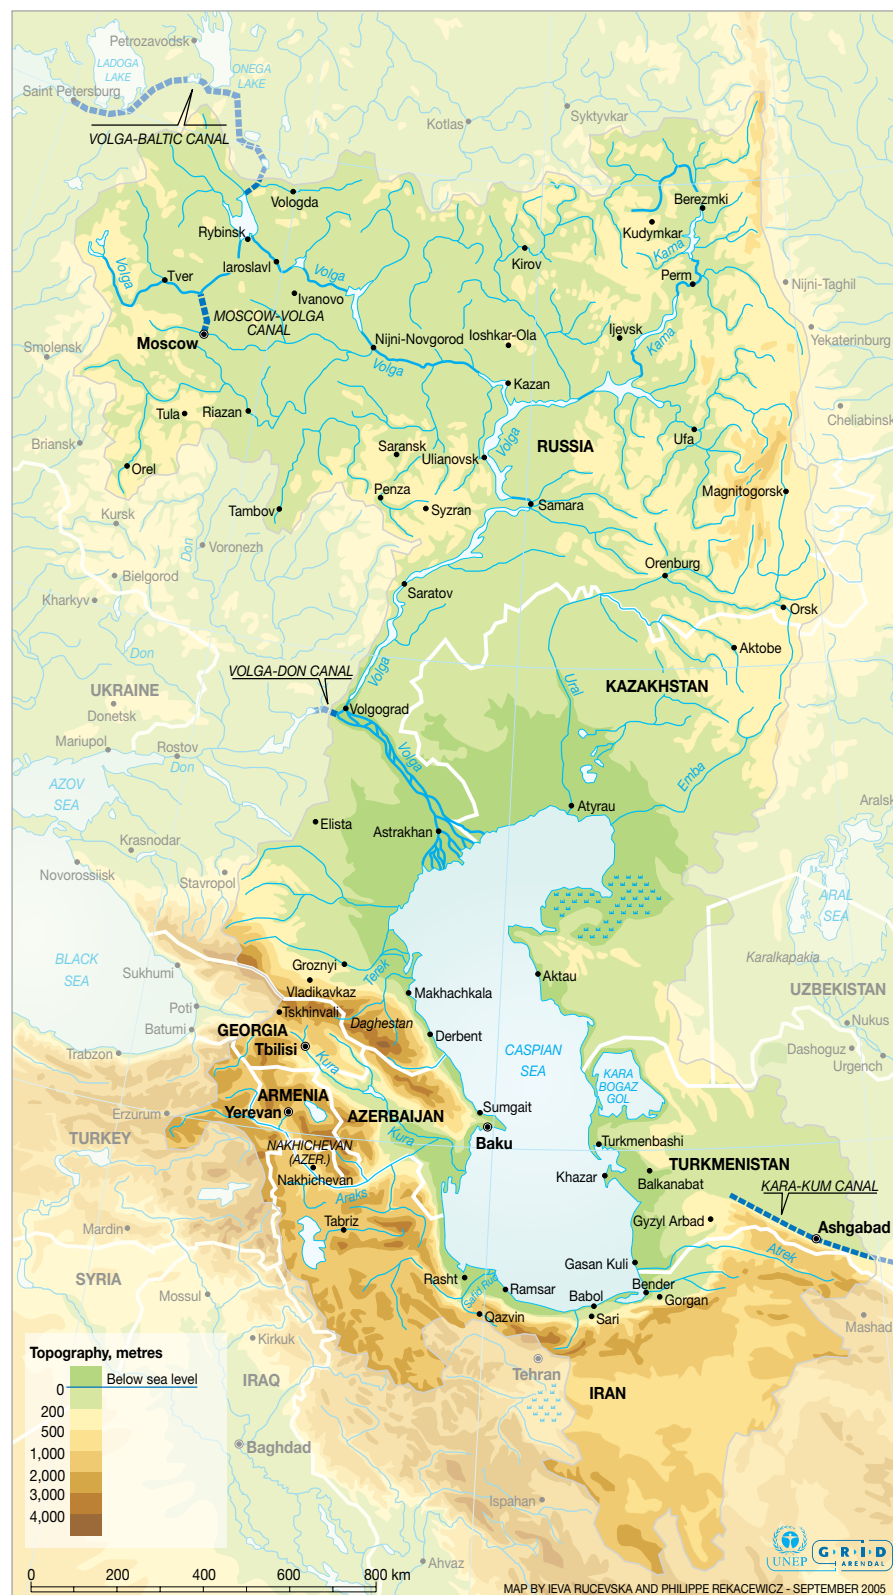 Petrozavodsk
LADOGA
LAKE
ONEGA
LAKE
Saint Petersburg
VOLGA-BALTIC CANAL
Kotlas
Syktyvkar
Vologda
Berezmki
Kudymkar
Rybinsk
Kama
Volga
Tver
Iaroslavl
Volga
Kirov
Perm
Nijni-Taghil
Ivanovo
MOSCOW-VOLGA
CANAL
Moscow
Nijni-Novgorod
Ioshkar-Ola
Ijevsk
Kama
Yekaterinburg
Smolensk
Volga
Kazan
Tula
Riazan
Cheliabinsk
Briansk
Saransk
Volga
RUSSIA
Ufa
Orel
Ulianovsk
Penza
Magnitogorsk
Tambov
Syzran
Samara
Kursk
Don
Voronezh
Orenburg
Bielgorod
Saratov
Kharkyv
Orsk
Don
Aktobe
VOLGA-DON CANAL
Volga
Ural
KAZAKHSTAN
UKRAINE
Donetsk
Volgograd
Mariupol
Rostov
Don
Volga
Emba
AZOV
SEA
Atyrau
Aralsk
Elista
Astrakhan
Krasnodar
Novorossiisk
Stavropol
ARAL
SEA
BLACK
SEA
Sukhumi
Groznyi
Terek
Aktau
Karalkapakia
Vladikavkaz
Makhachkala
UZBEKISTAN
Poti
Tskhinvali
Daghestan
Nukus
Batumi
GEORGIA
Tbilisi
Derbent
CASPIAN
SEA
Dashoguz
Trabzon
Kura
Urgench
KARA
BOGAZ
GOL
ARMENIA
Erzurum
Yerevan
AZERBAIJAN
Sumgait
TURKEY
NAKHICHEVAN
(AZER.)
Kura
Baku
Turkmenbashi
Nakhichevan
Khazar
TURKMENISTAN
Balkanabat
Araks
KARA-KUM CANAL
Mardin
Tabriz
Gyzyl Arbad
Ashgabad
Atrek
SYRIA
Rasht
Gasan Kuli
Mossul
Sefid Rud
Ramsar
Bender
Babol
Gorgan
Qazvin
Sari
Mashad
Kirkuk
Tehran
IRAQ
IRAN
Baghdad
Ispahan
Ahvaz
Topography, metres
Below sea level
0
200
500
1,000
2,000
3,000
4,000
0 200 400 600 800 km
UNEP
GRID
ARENDAL
MAP BY IEVA RUCEVSKA AND PHILIPPE REKACEWICZ - SEPTEMBER 2005